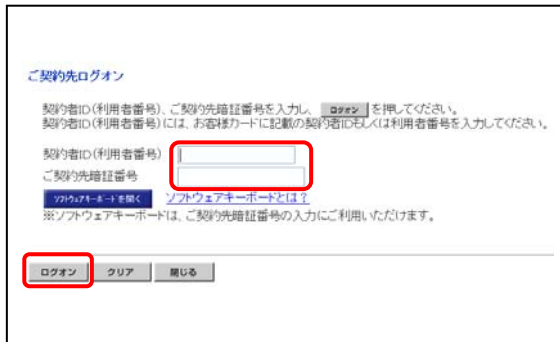 ご契約先ログオン
契約者ID(利用者番号)、ご契約先暗証番号を入力し、 ログオン を押してください。
契約者ID(利用者番号)には、お客様カードに記載の契約者IDもしくは利用者番号を入力してください。
契約者ID(利用者番号)
ご契約先暗証番号
ソフトウェアキーボードを開く ソフトウェアキーボードとは?
※ソフトウェアキーボードは、ご契約先暗証番号の入力にご利用いただけます。
ログオン クリア 閉じる